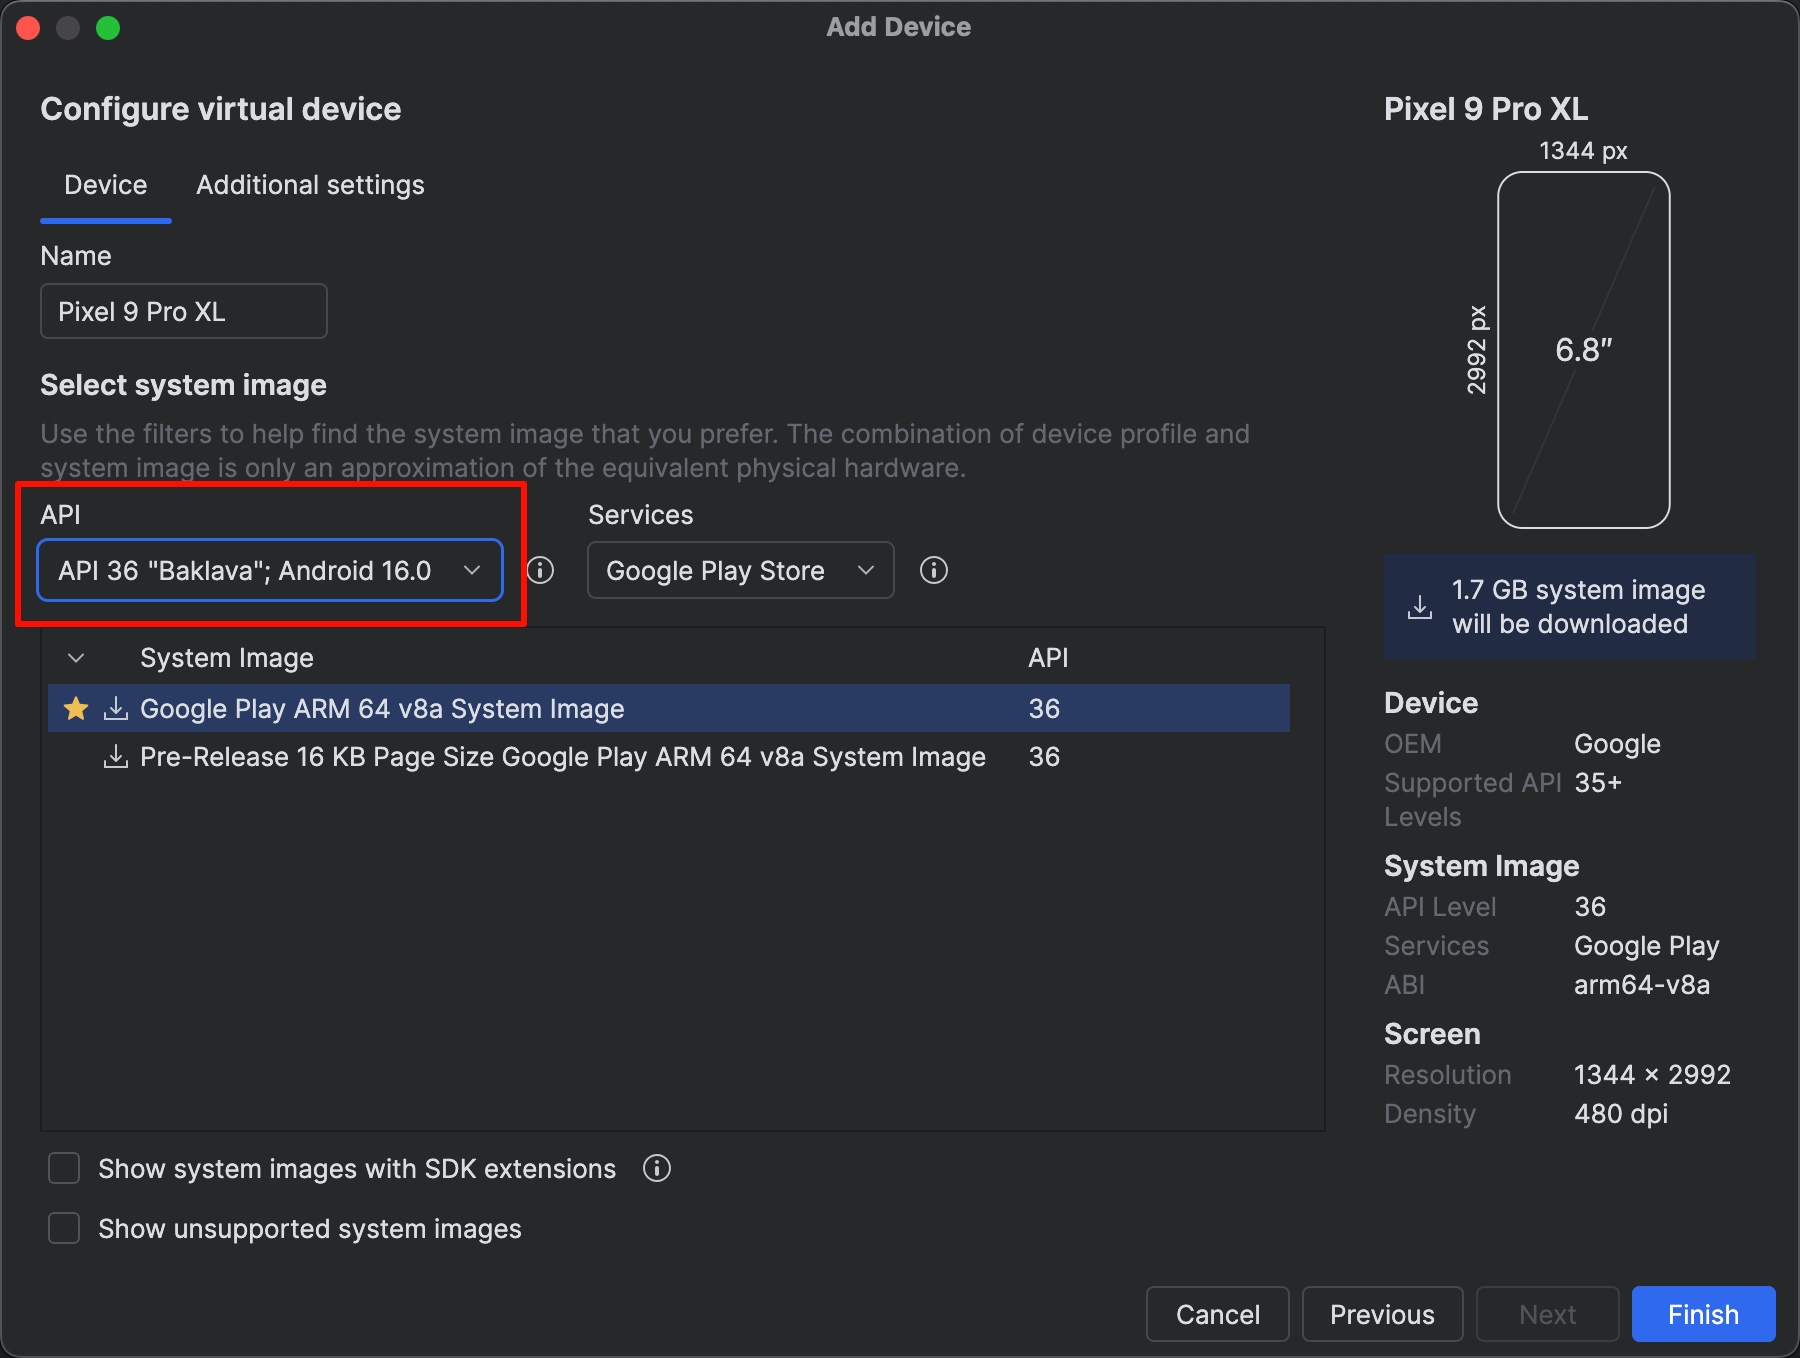 Add Device
Configure virtual device
Device
Additional settings
Name
Pixel 9 Pro XL
Select system image
Use the filters to help find the system image that you prefer. The combination of device profile and
system image is only an approximation of the equivalent physical hardware.
API
Services
API 36 "Baklava"; Android 16.0
Google Play Store
System Image
API
Google Play ARM 64 v8a System Image
36
Pre-Release 16 KB Page Size Google Play ARM 64 v8a System Image
36
Show system images with SDK extensions
Show unsupported system images
Pixel 9 Pro XL
1344 px
2992 px
6.8″
1.7 GB system image
will be downloaded
Device
OEM
Google
Supported API
Levels
35+
System Image
API Level
36
Services
Google Play
ABI
arm64-v8a
Screen
Resolution
1344 × 2992
Density
480 dpi
Cancel
Previous
Next
Finish